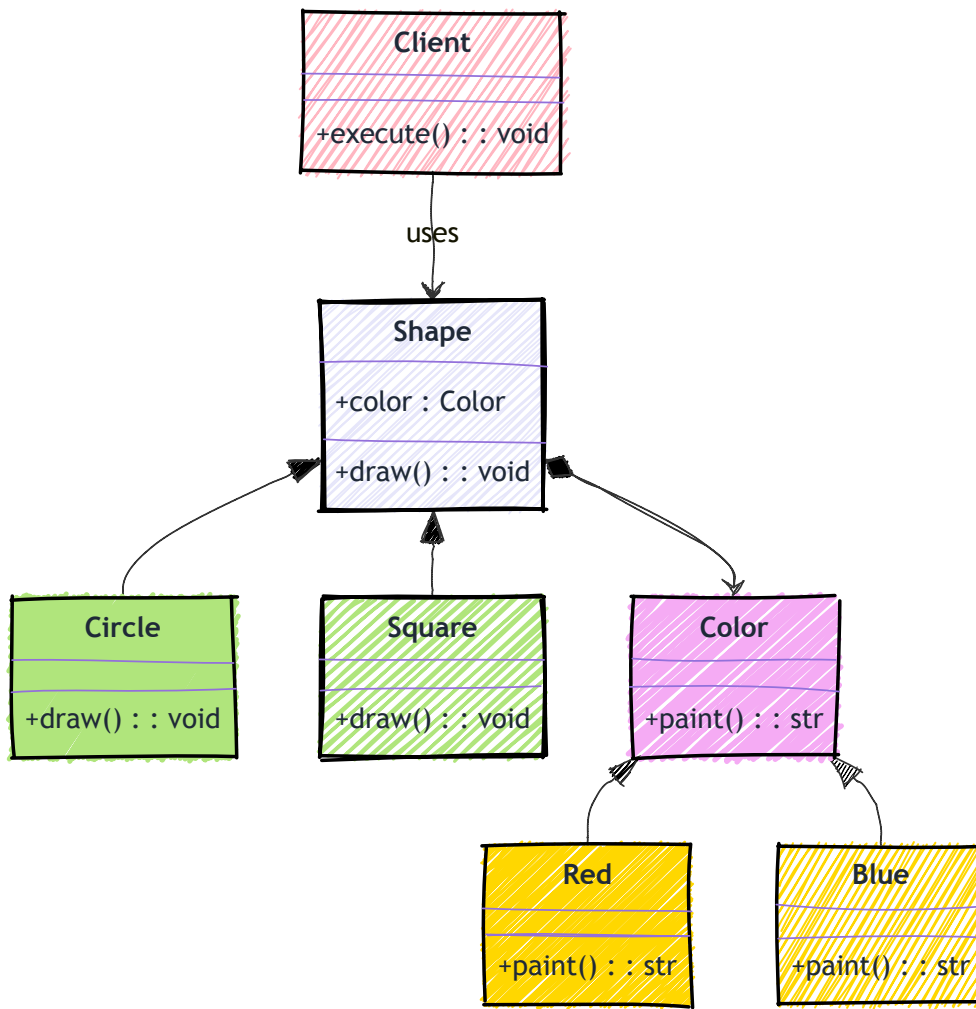 Client
+execute() : : void
uses
Shape
+color : Color
+draw() : : void
Circle
+draw() : : void
Square
+draw() : : void
Color
+paint() : : str
Red
+paint() : : str
Blue
+paint() : : str